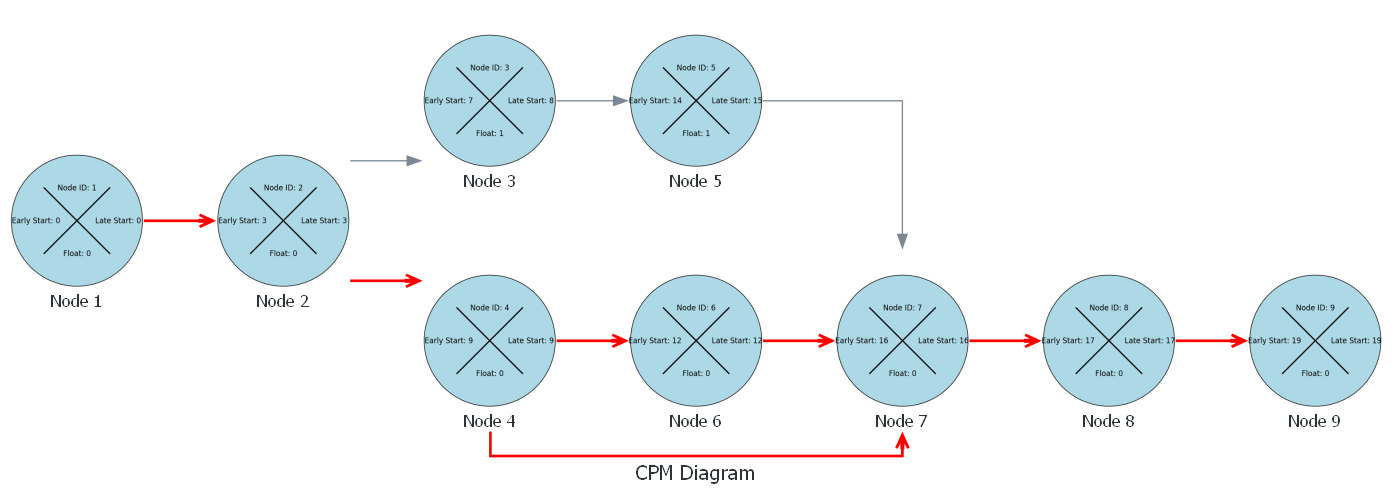 Node ID: 1
Early Start: 0 Late Start: 0
Float: 0
Node 1
Node ID: 2
Early Start: 3 Late Start: 3
Float: 0
Node 2
Node ID: 3
Early Start: 7 Late Start: 8
Float: 1
Node 3
Node ID: 5
Early Start: 14 Late Start: 15
Float: 1
Node 5
Node ID: 4
Early Start: 9 Late Start: 9
Float: 0
Node 4
Node ID: 6
Early Start: 12 Late Start: 12
Float: 0
Node 6
Node ID: 7
Early Start: 16 Late Start: 16
Float: 0
Node 7
Node ID: 8
Early Start: 17 Late Start: 17
Float: 0
Node 8
Node ID: 9
Early Start: 19 Late Start: 19
Float: 0
Node 9
CPM Diagram